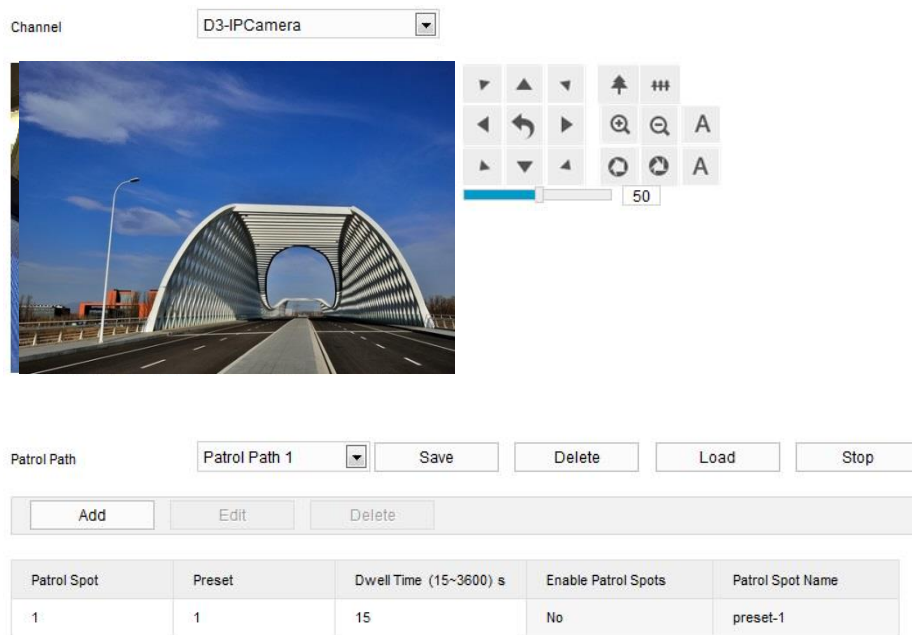 Channel D3-IPCamera
A
A
50
Patrol Path Patrol Path 1 Save Delete Load Stop
Add Edit Delete
Patrol Spot Preset Dwell Time (15~3600) s Enable Patrol Spots Patrol Spot Name
1 1 15 No preset-1